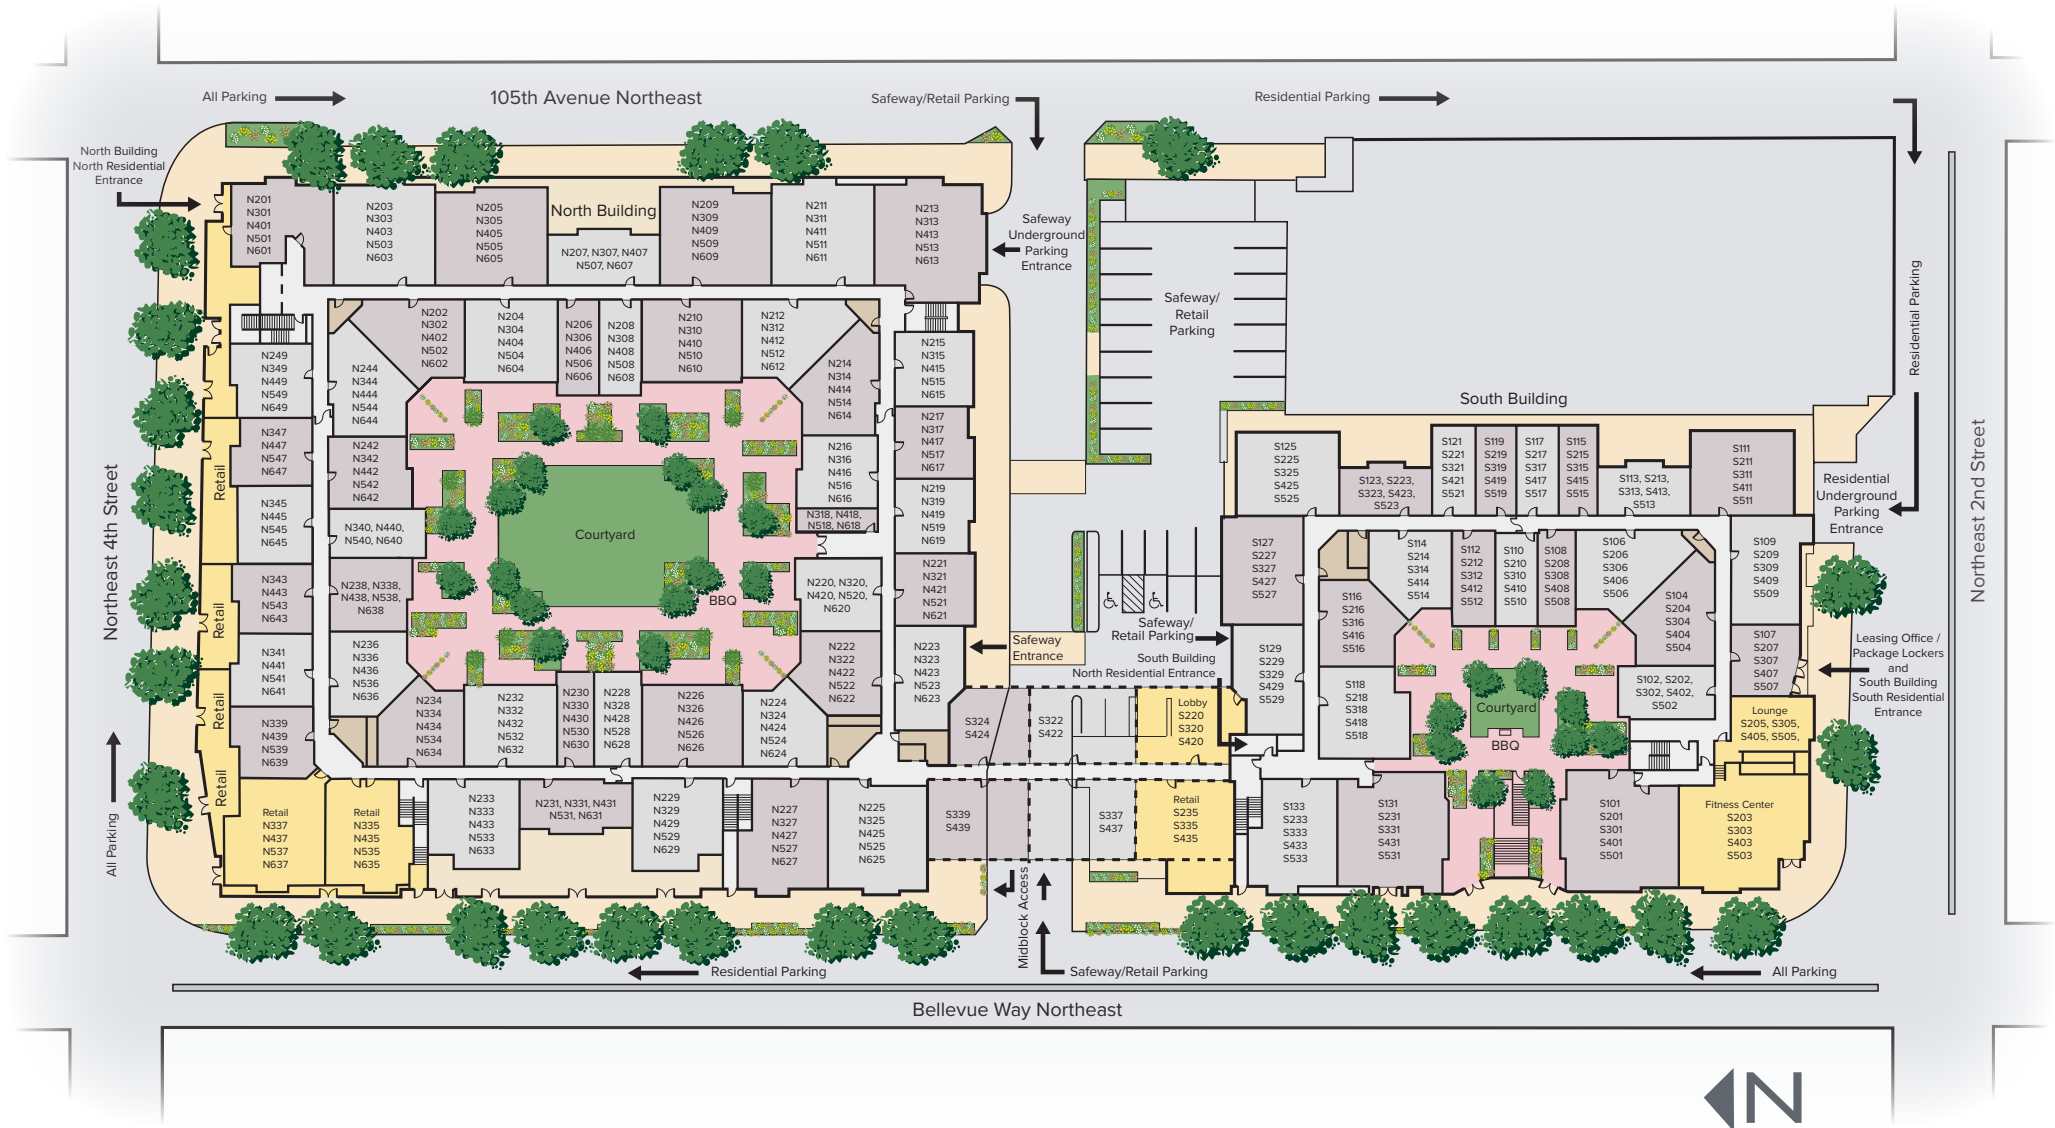 All Parking
105th Avenue Northeast
Safeway/Retail Parking
Residential Parking
North Building
North Residential
Entrance
N201
N301
N401
N501
N601
N203
N303
N403
N503
N603
N205
N305
N405
N505
N605
North Building
N207, N307, N407
N507, N607
N209
N309
N409
N509
N609
N211
N311
N411
N511
N611
N213
N313
N413
N513
N613
Safeway
Underground
Parking
Entrance
Safeway/
Retail
Parking
Residential Parking
N202
N302
N402
N502
N602
N204
N304
N404
N504
N604
N206
N306
N406
N506
N606
N208
N308
N408
N508
N608
N210
N310
N410
N510
N610
N212
N312
N412
N512
N612
N214
N314
N414
N514
N614
N215
N315
N415
N515
N615
N249
N349
N449
N549
N649
N244
N344
N444
N544
N644
N347
N447
N547
N647
N242
N342
N442
N542
N642
N216
N316
N416
N516
N616
N217
N317
N417
N517
N617
Retail
N345
N445
N545
N645
N340, N440,
N540, N640
N318, N418,
N518, N618
N219
N319
N419
N519
N619
Courtyard
Northeast 4th Street
N343
N443
N543
N643
N238, N338,
N438, N538,
N638
N220, N320,
N420, N520,
N620
N221
N321
N421
N521
N621
BBQ
Retail
N341
N441
N541
N641
N236
N336
N436
N536
N636
N222
N322
N422
N522
N622
N223
N323
N423
N523
Safeway
Entrance
Retail
N339
N439
N539
N639
N234
N334
N434
N534
N634
N232
N332
N432
N532
N632
N230
N330
N430
N530
N630
N228
N328
N428
N528
N628
N226
N326
N426
N526
N626
N224
N324
N424
N524
N624
S324
S424
S322
S422
Lobby
S220
S320
S420
Retail
Retail
N337
N437
N537
N637
Retail
N335
N435
N535
N635
N233
N333
N433
N533
N633
N231, N331, N431
N531, N631
N229
N329
N429
N529
N629
N227
N327
N427
N527
N627
N225
N325
N425
N525
N625
S339
S439
S337
S437
Retail
S235
S335
S435
All Parking
South Building
S125
S225
S325
S425
S525
S123, S223,
S323, S423,
S523
S121
S221
S321
S421
S521
S119
S219
S319
S419
S519
S117
S217
S317
S417
S517
S115
S215
S315
S415
S515
S113, S213,
S313, S413,
S513
S111
S211
S311
S411
S511
Residential
Underground
Parking
Entrance
Northeast 2nd Street
S127
S227
S327
S427
S527
S114
S214
S314
S414
S514
S112
S212
S312
S412
S512
S110
S210
S310
S410
S510
S108
S208
S308
S408
S508
S106
S206
S306
S406
S506
S109
S209
S309
S409
S509
S116
S216
S316
S416
S516
S104
S204
S304
S404
S504
Safeway/
Retail Parking
South Building
North Residential Entrance
S129
S229
S329
S429
S529
S107
S207
S307
S407
S507
Leasing Office /
Package Lockers
and
South Building
South Residential
Entrance
S118
S218
S318
S418
S518
S102, S202,
S302, S402,
S502
Courtyard
BBQ
Lounge
S205, S305,
S405, S505,
S133
S233
S333
S433
S533
S131
S231
S331
S431
S531
S101
S201
S301
S401
S501
Fitness Center
S203
S303
S403
S503
Midblock Access
Residential Parking
Safeway/Retail Parking
All Parking
Bellevue Way Northeast
N